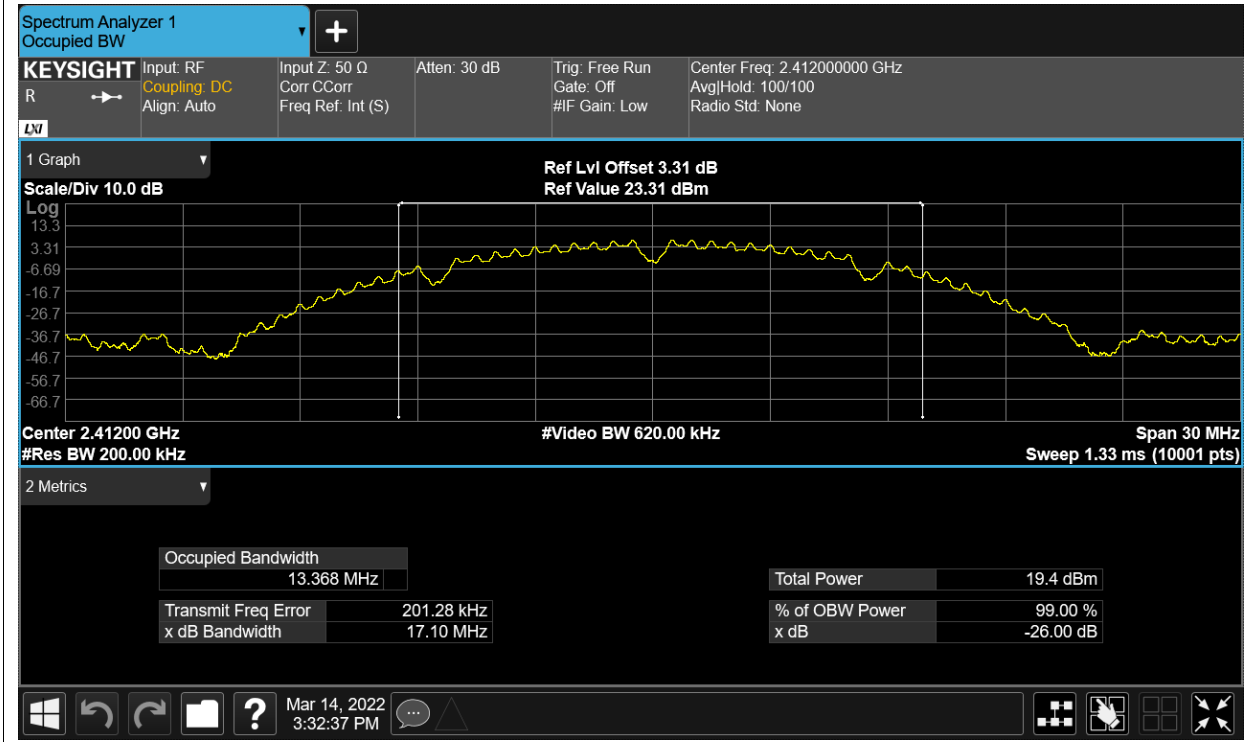 Spectrum Analyzer 1
Occupied BW
KEYSIGHT
R
LXI
Input: RF
Coupling: DC
Align: Auto
Input Z: 50 Ω
Corr CCorr
Freq Ref: Int (S)
Atten: 30 dB
Trig: Free Run
Gate: Off
#IF Gain: Low
Center Freq: 2.412000000 GHz
Avg|Hold: 100/100
Radio Std: None
1 Graph
Scale/Div 10.0 dB
Ref Lvl Offset 3.31 dB
Ref Value 23.31 dBm
Log
13.3
3.31
-6.69
-16.7
-26.7
-36.7
-46.7
-56.7
-66.7
Center 2.41200 GHz
#Video BW 620.00 kHz
Span 30 MHz
#Res BW 200.00 kHz
Sweep 1.33 ms (10001 pts)
2 Metrics
Occupied Bandwidth
13.368 MHz
Transmit Freq Error 201.28 kHz
x dB Bandwidth 17.10 MHz
Total Power 19.4 dBm
% of OBW Power 99.00 %
x dB -26.00 dB
?
Mar 14, 2022
3:32:37 PM